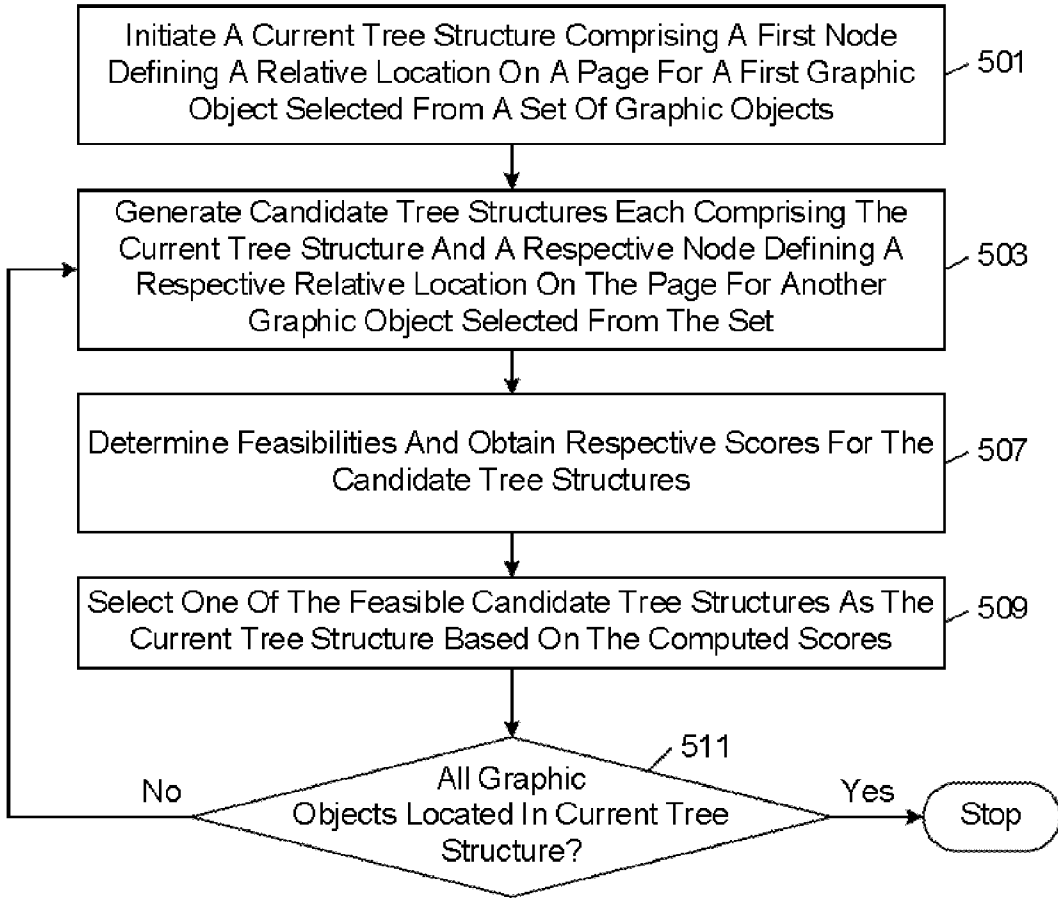 Initiate A Current Tree Structure Comprising A First Node
Defining A Relative Location On A Page For A First Graphic
Object Selected From A Set Of Graphic Objects
501
Generate Candidate Tree Structures Each Comprising The
Current Tree Structure And A Respective Node Defining A
Respective Relative Location On The Page For Another
Graphic Object Selected From The Set
503
Determine Feasibilities And Obtain Respective Scores For The
Candidate Tree Structures
507
Select One Of The Feasible Candidate Tree Structures As The
Current Tree Structure Based On The Computed Scores
509
511
All Graphic
Objects Located In Current Tree
Structure?
No
Yes
Stop